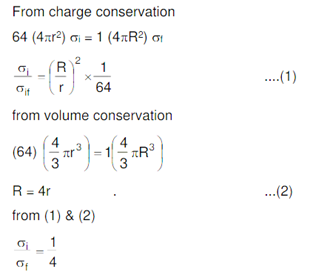 From charge conservation
64 (4πr²) σi = 1 (4πR²) σf
σi/σif = (R/r)² × 1/64 ....(1)
from volume conservation
(64) (4/3 πr³) = 1(4/3 πR³)
R = 4r . ...(2)
from (1) & (2)
σi/σf = 1/4